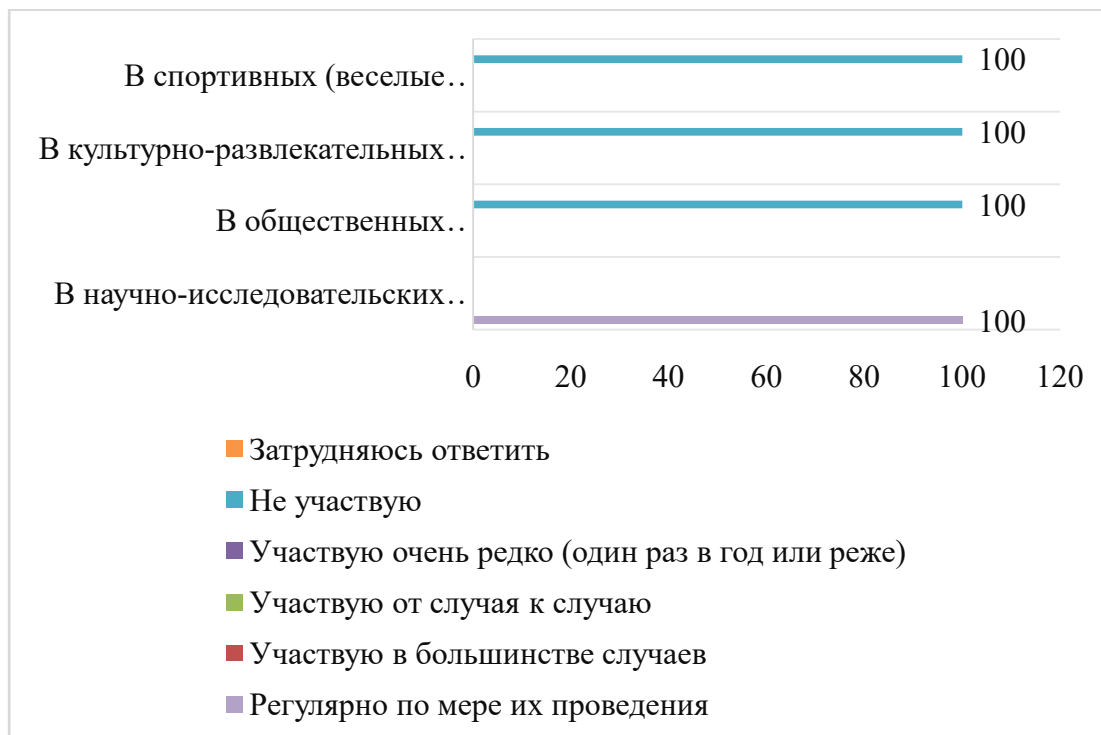 В спортивных (веселые… 100
В культурно-развлекательных… 100
В общественных… 100
В научно-исследовательских… 100
0 20 40 60 80 100 120
Затрудняюсь ответить
Не участвую
Участвую очень редко (один раз в год или реже)
Участвую от случая к случаю
Участвую в большинстве случаев
Регулярно по мере их проведения